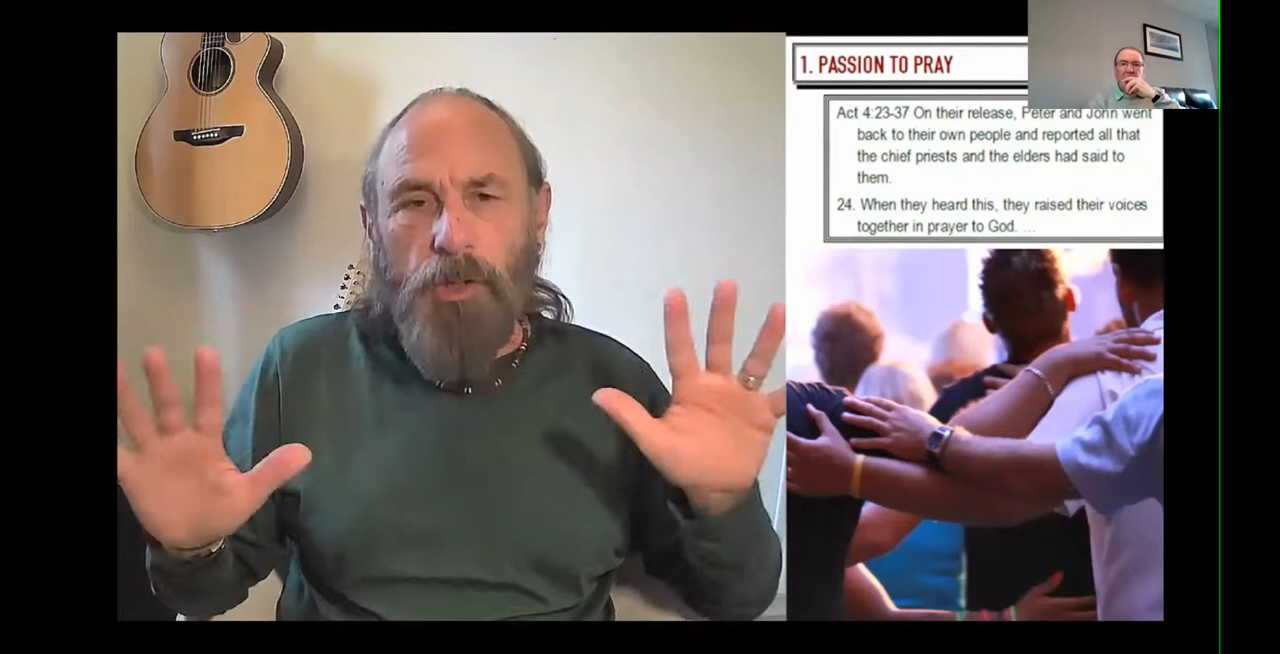 1. PASSION TO PRAY
Act 4:23-37 On their release, Peter and John went
back to their own people and reported all that
the chief priests and the elders had said to
them.
24. When they heard this, they raised their voices
together in prayer to God. ...